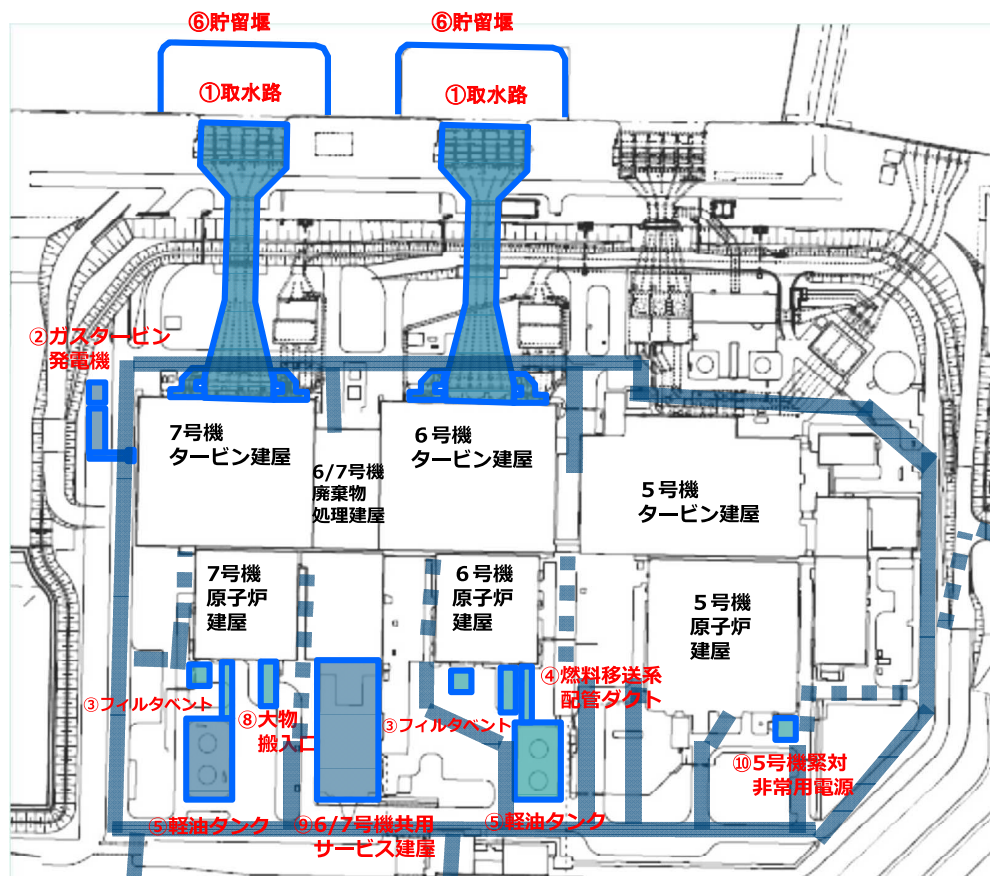 ⑥貯留堰
⑥貯留堰
①取水路
①取水路
②ガスタービン
発電機
7号機
タービン建屋
6号機
タービン建屋
6/7号機
廃棄物
処理建屋
5号機
タービン建屋
7号機
原子炉
建屋
6号機
原子炉
建屋
5号機
原子炉
建屋
④燃料移送系
配管ダクト
③フィルタベント
⑧大物
搬入口
③フィルタベント
⑩5号機緊対
非常用電源
⑤軽油タンク
⑨6/7号機共用
サービス建屋
⑤軽油タンク